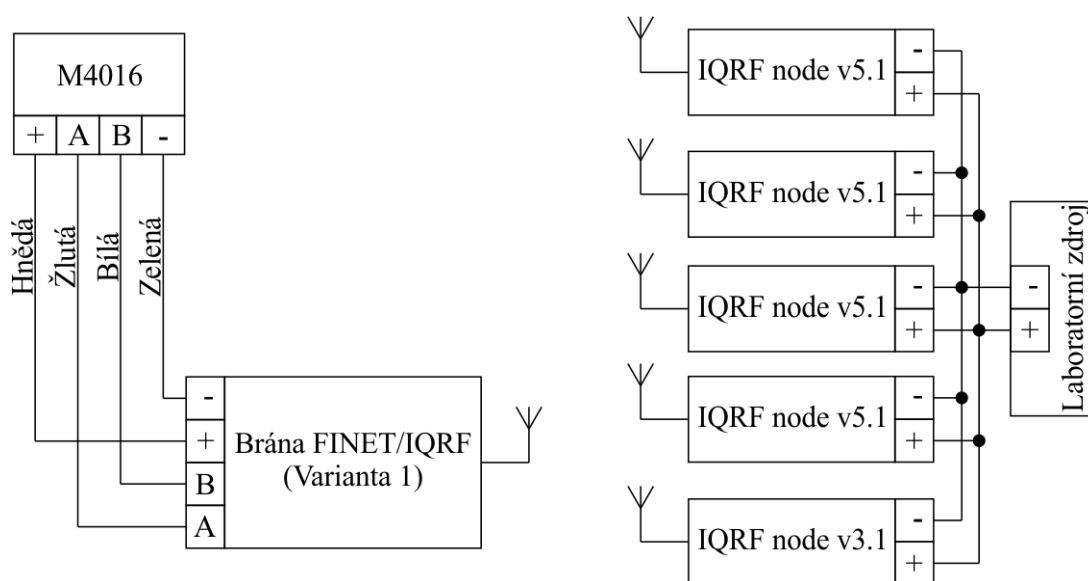 M4016
+ A B -
Hnědá
Žlutá
Bílá
Zelená
-
+
B
A
Brána FINET/IQRF
(Varianta 1)
IQRF node v5.1
-
+
IQRF node v5.1
-
+
IQRF node v5.1
-
+
IQRF node v5.1
-
+
IQRF node v3.1
-
+
-
+
Laboratorní zdroj